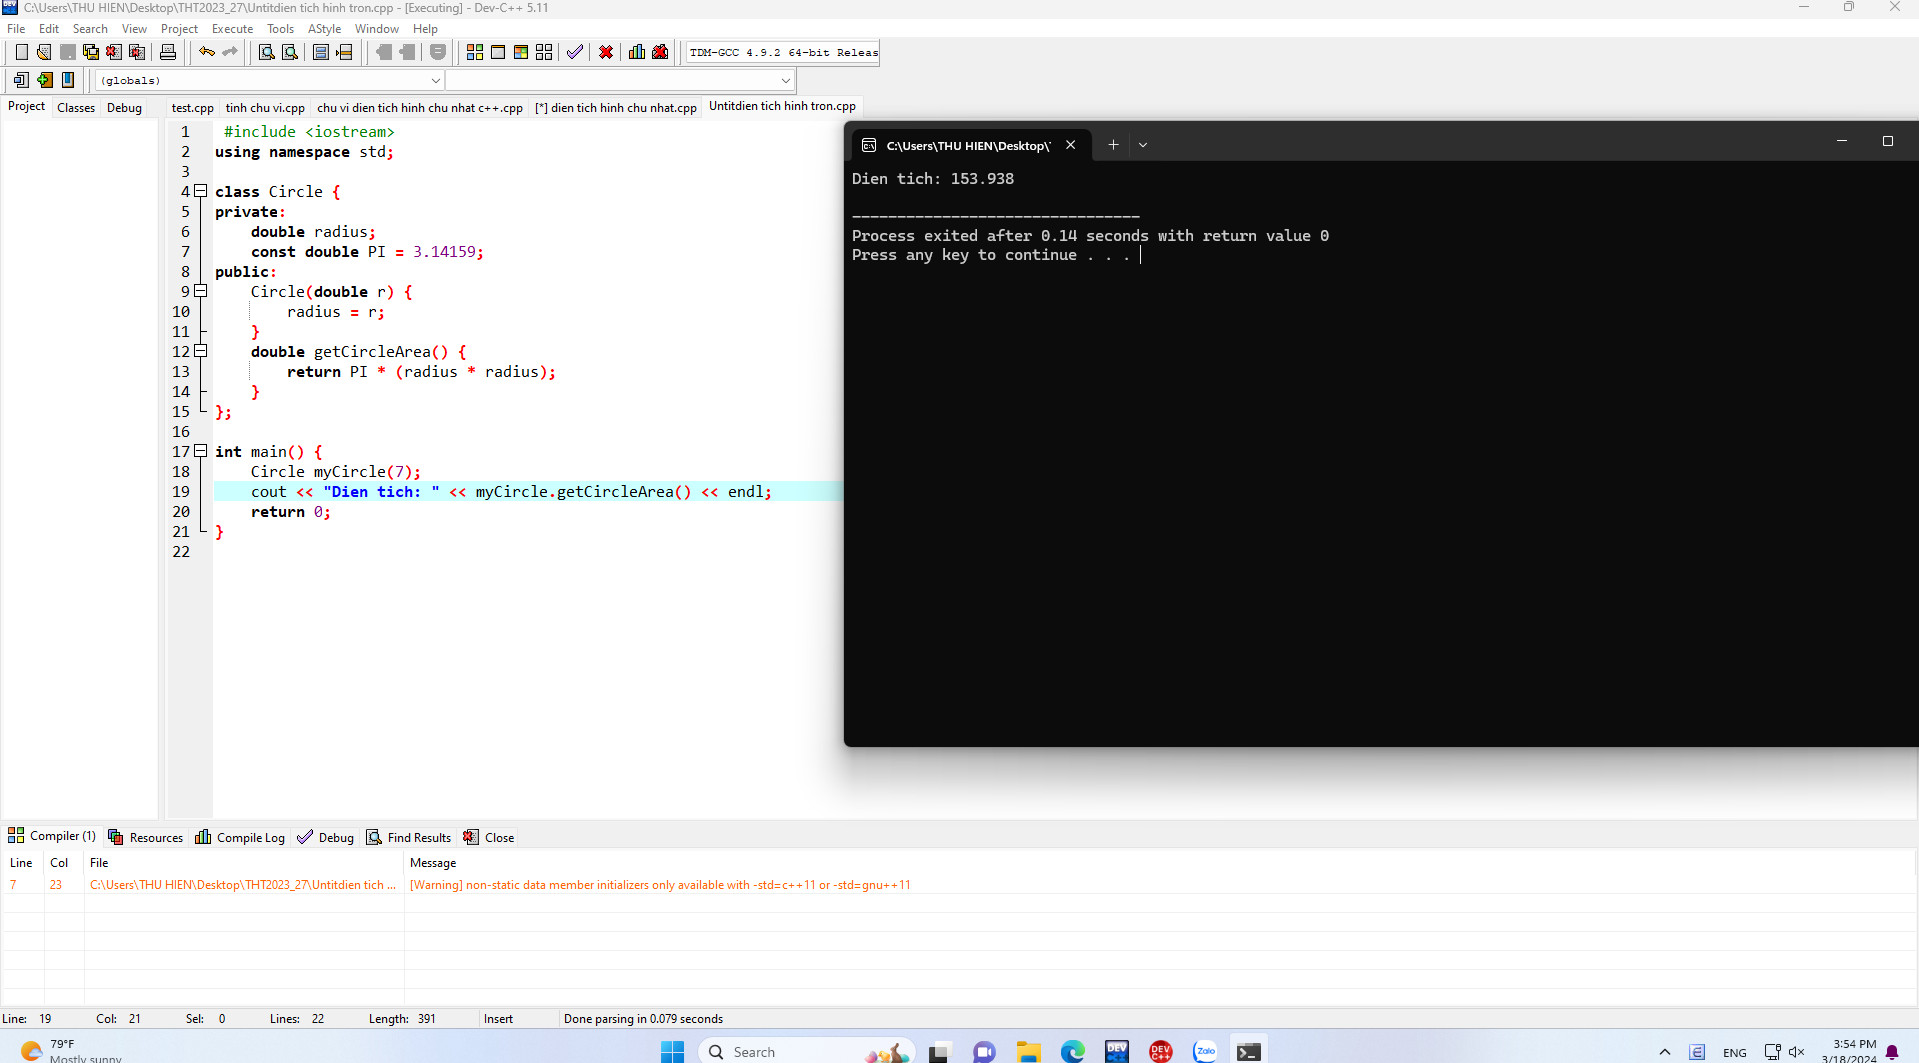 C:\Users\THU HIEN\Desktop\THT2023_27\Untitdien tich hinh tron.cpp - [Executing] - Dev-C++ 5.11
File Edit Search View Project Execute Tools AStyle Window Help
TDM-GCC 4.9.2 64-bit Releas
(globals)
Project Classes Debug
test.cpp tinh chu vi.cpp chu vi dien tich hinh chu nhat c++.cpp [*] dien tich hinh chu nhat.cpp Untitdien tich hinh tron.cpp
1 #include <iostream>
2 using namespace std;
3
4 class Circle {
5 private:
6 double radius;
7 const double PI = 3.14159;
8 public:
9 Circle(double r) {
10 radius = r;
11 }
12 double getCircleArea() {
13 return PI * (radius * radius);
14 }
15 };
16
17 int main() {
18 Circle myCircle(7);
19 cout << "Dien tich: " << myCircle.getCircleArea() << endl;
20 return 0;
21 }
22
C:\Users\THU HIEN\Desktop\
Dien tich: 153.938
--------------------------------
Process exited after 0.14 seconds with return value 0
Press any key to continue . . .
Compiler (1) Resources Compile Log Debug Find Results Close
Line Col File Message
7 23 C:\Users\THU HIEN\Desktop\THT2023_27\Untitdien tich ... [Warning] non-static data member initializers only available with -std=c++11 or -std=gnu++11
Line: 19 Col: 21 Sel: 0 Lines: 22 Length: 391 Insert Done parsing in 0.079 seconds
79°F
Mostly sunny
Search
DEV
DEV C++
Zalo
ENG
3:54 PM
3/18/2024